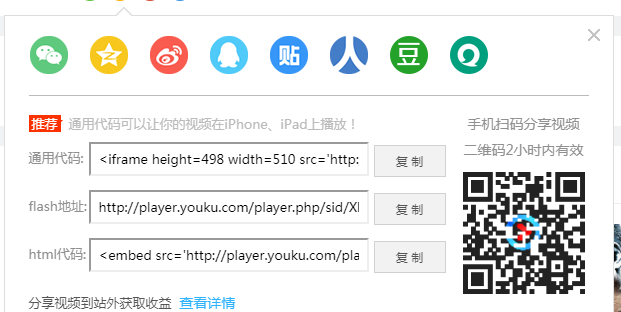 贴
豆
推荐 通用代码可以让你的视频在iPhone、iPad上播放！
通用代码: <iframe height=498 width=510 src='http: 复 制
flash地址: http://player.youku.com/player.php/sid/XI 复 制
html代码: <embed src='http://player.youku.com/pla 复 制
分享视频到站外获取收益 查看详情
手机扫码分享视频
二维码2小时内有效